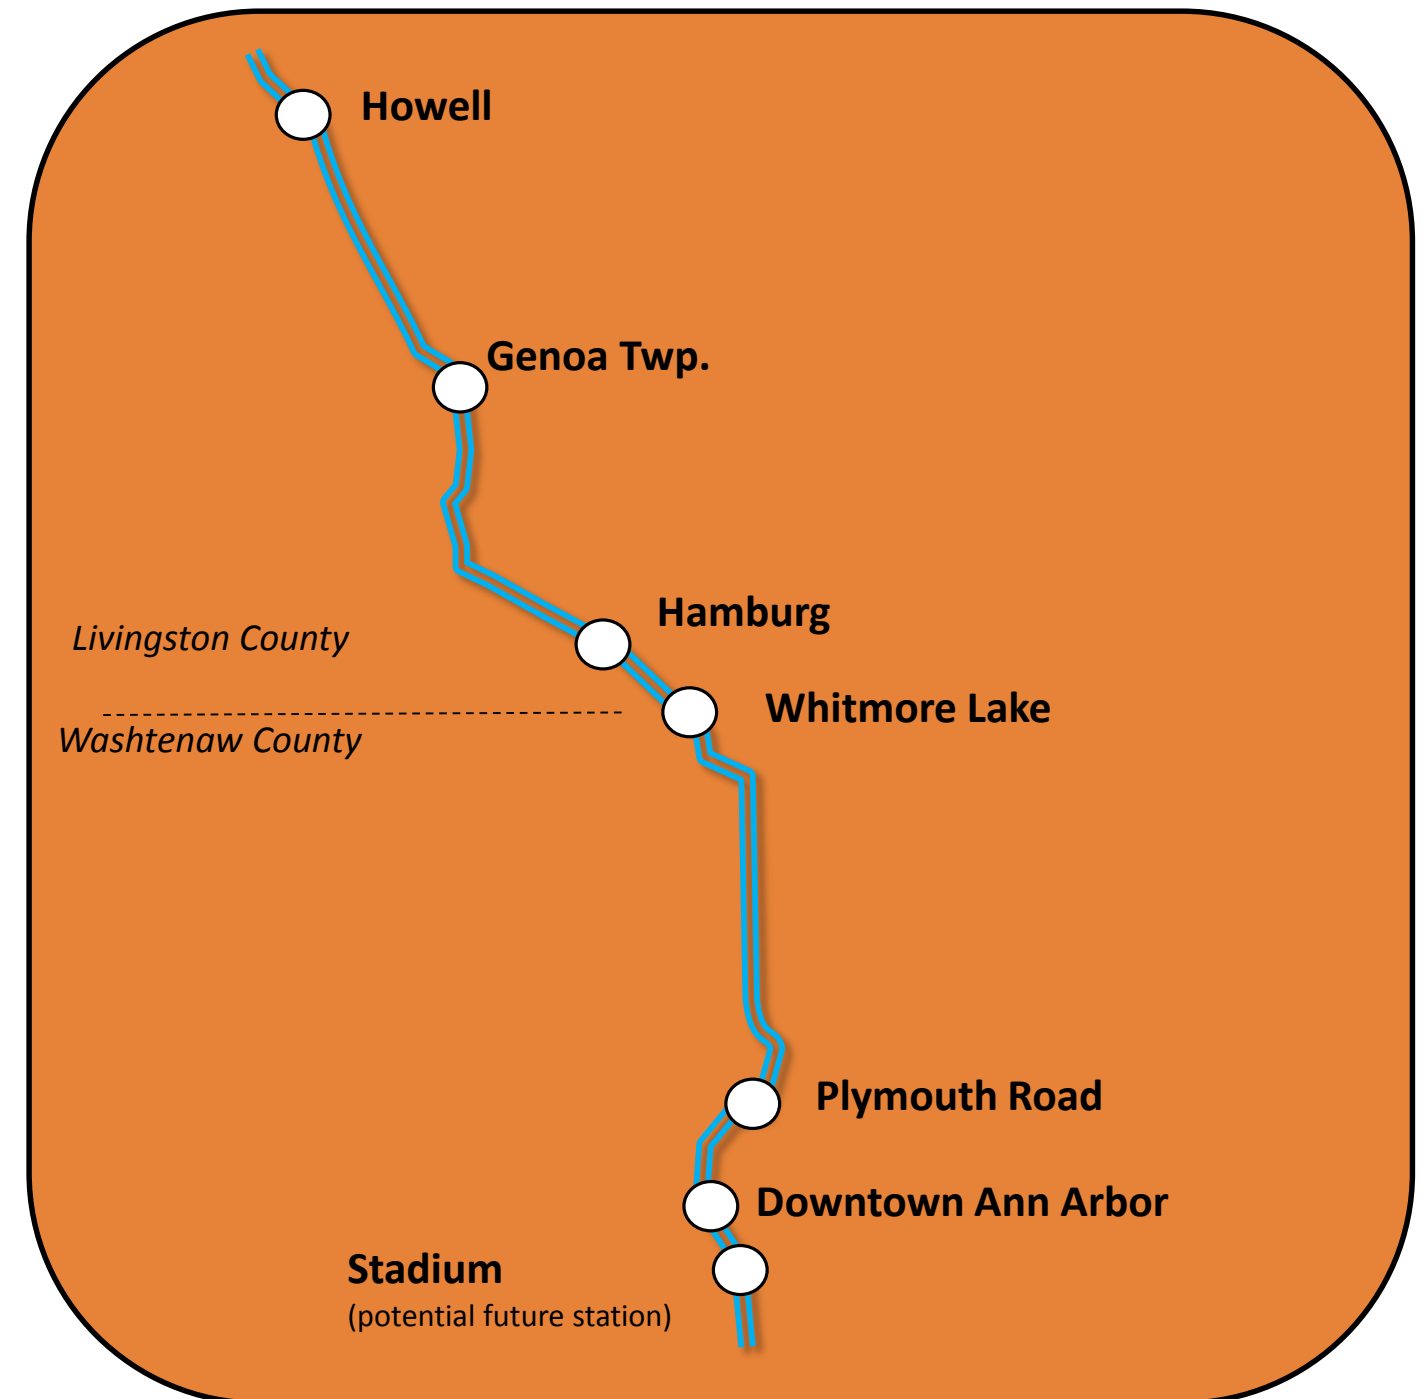 Howell
Genoa Twp.
Hamburg
Livingston County
Whitmore Lake
Washtenaw County
Plymouth Road
Downtown Ann Arbor
Stadium
(potential future station)